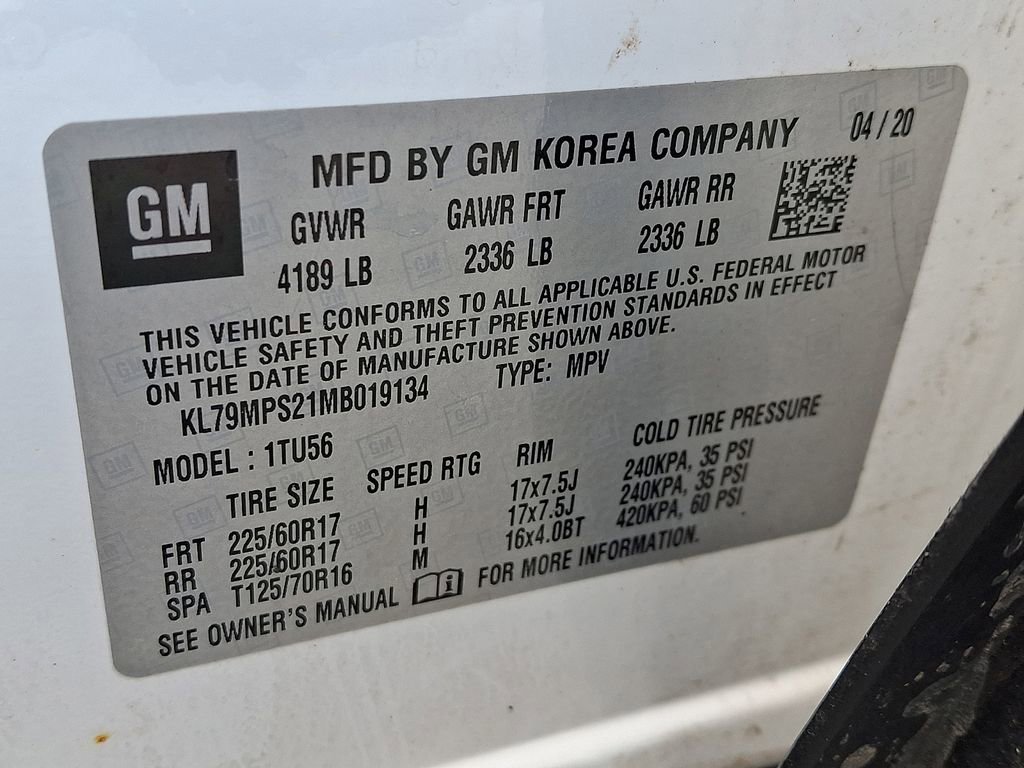 GM
MFD BY GM KOREA COMPANY 04 / 20
GVWR GAWR FRT GAWR RR
4189 LB 2336 LB 2336 LB
THIS VEHICLE CONFORMS TO ALL APPLICABLE U.S. FEDERAL MOTOR
VEHICLE SAFETY AND THEFT PREVENTION STANDARDS IN EFFECT
ON THE DATE OF MANUFACTURE SHOWN ABOVE.
KL79MPS21MB019134 TYPE: MPV
MODEL : 1TU56
TIRE SIZE SPEED RTG RIM COLD TIRE PRESSURE
FRT 225/60R17 H 17x7.5J 240KPA, 35 PSI
RR 225/60R17 H 17x7.5J 240KPA, 35 PSI
SPA T125/70R16 M 16x4.0BT 420KPA, 60 PSI
SEE OWNER'S MANUAL FOR MORE INFORMATION.